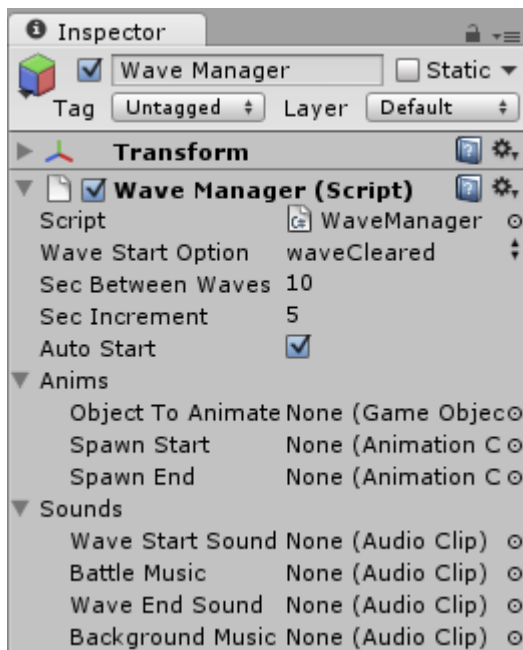 Inspector
Wave Manager Static
Tag Untagged Layer Default
Transform
Wave Manager (Script)
Script WaveManager
Wave Start Option waveCleared
Sec Between Waves 10
Sec Increment 5
Auto Start
Anims
Object To Animate None (Game Objec
Spawn Start None (Animation C
Spawn End None (Animation C
Sounds
Wave Start Sound None (Audio Clip)
Battle Music None (Audio Clip)
Wave End Sound None (Audio Clip)
Background Music None (Audio Clip)